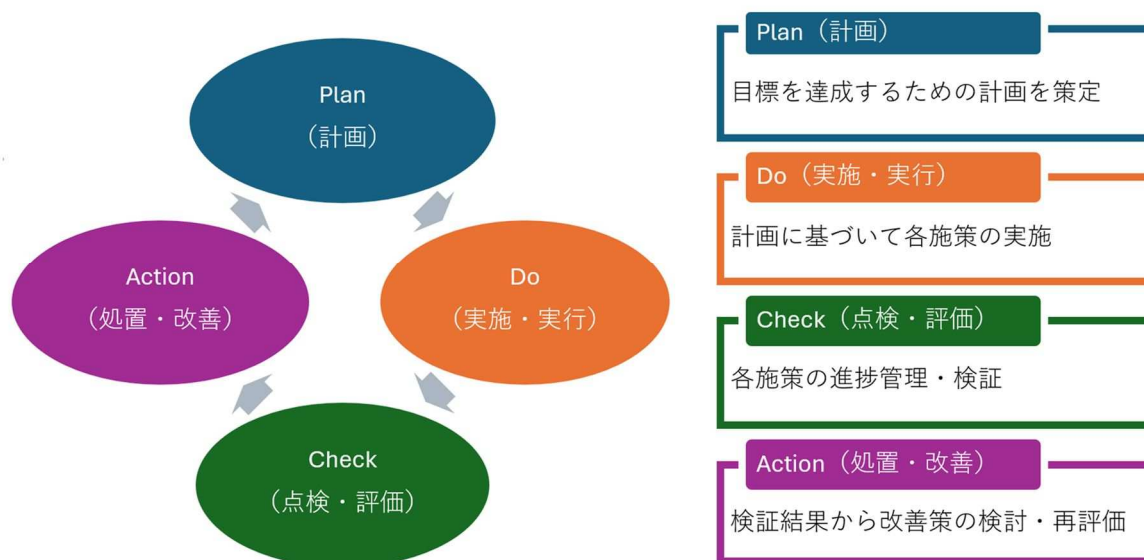 Plan
（計画）
Action
（処置・改善）
Do
（実施・実行）
Check
（点検・評価）
Plan（計画）
目標を達成するための計画を策定
Do（実施・実行）
計画に基づいて各施策の実施
Check（点検・評価）
各施策の進捗管理・検証
Action（処置・改善）
検証結果から改善策の検討・再評価